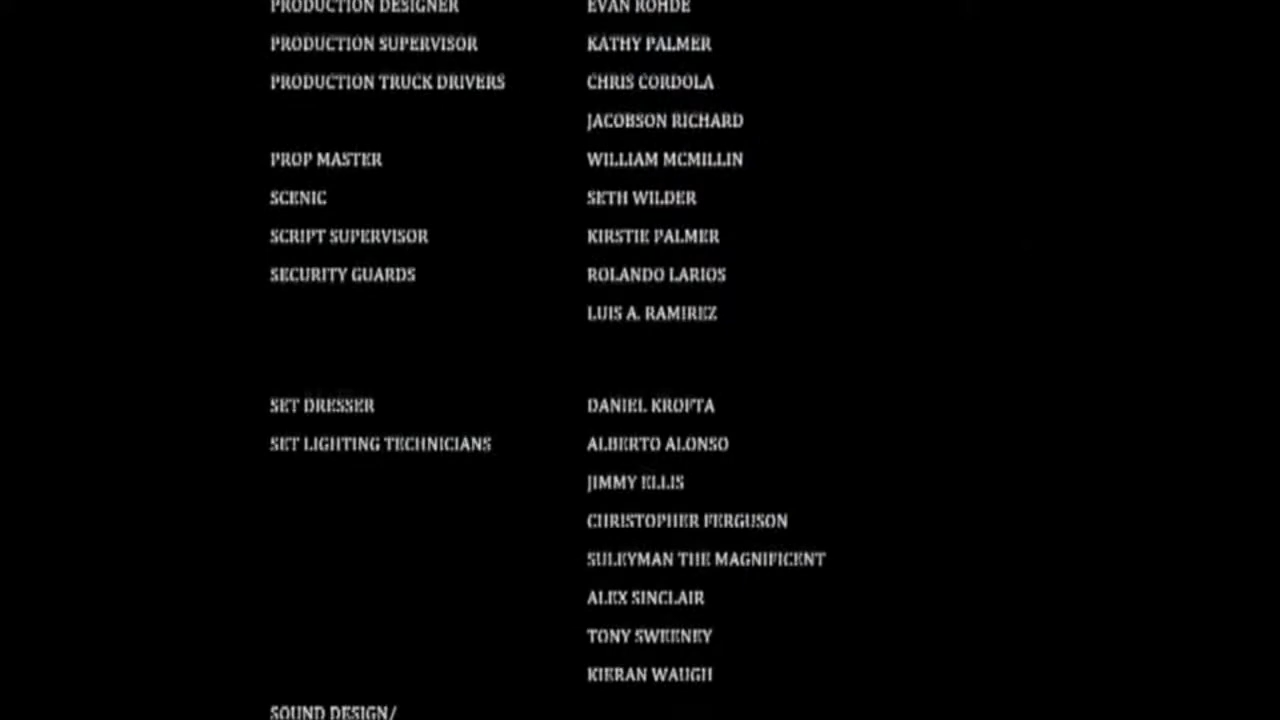 PRODUCTION DESIGNER EVAN ROHDE
PRODUCTION SUPERVISOR KATHY PALMER
PRODUCTION TRUCK DRIVERS CHRIS CORDOLA
JACOBSON RICHARD
PROP MASTER WILLIAM MCMILLIN
SCENIC SETH WILDER
SCRIPT SUPERVISOR KIRSTIE PALMER
SECURITY GUARDS ROLANDO LARIOS
LUIS A. RAMIREZ
SET DRESSER DANIEL KROFTA
SET LIGHTING TECHNICIANS ALBERTO ALONSO
JIMMY ELLIS
CHRISTOPHER FERGUSON
SULEYMAN THE MAGNIFICENT
ALEX SINCLAIR
TONY SWEENEY
KIERAN WAUGH
SOUND DESIGN/